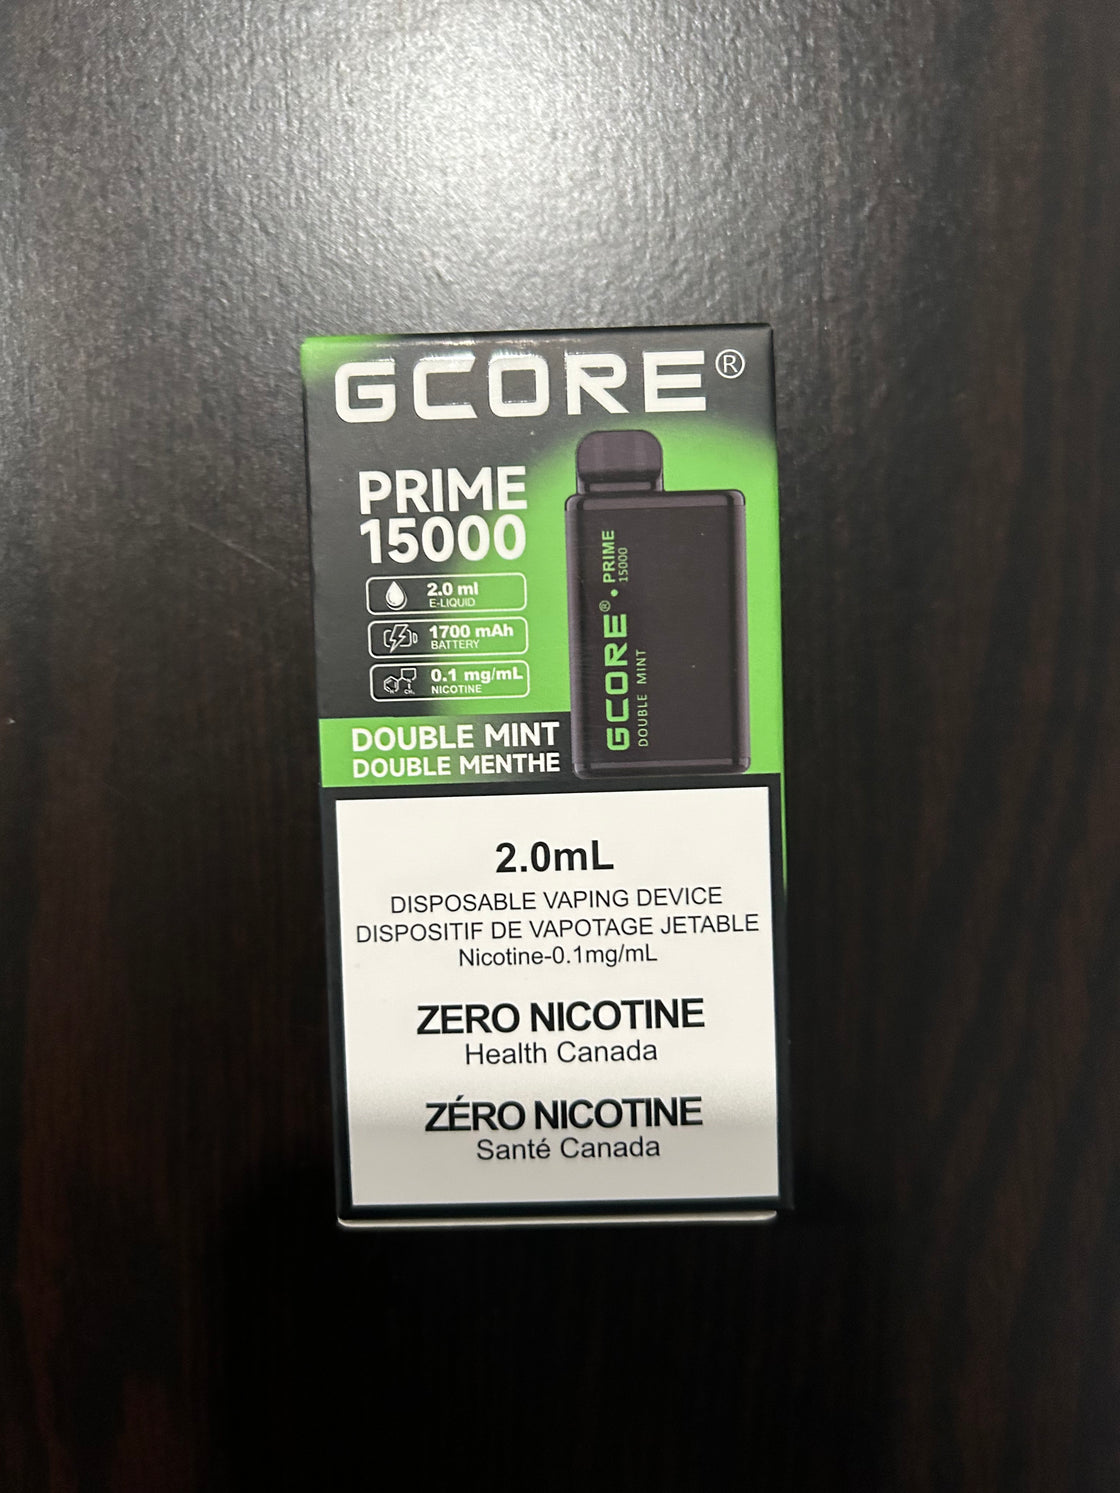 GCORE®
PRIME
15000
2.0 ml
E-LIQUID
1700 mAh
BATTERY
0.1 mg/mL
NICOTINE
DOUBLE MINT
DOUBLE MENTHE
GCORE® • PRIME
15000
DOUBLE MINT
2.0mL
DISPOSABLE VAPING DEVICE
DISPOSITIF DE VAPOTAGE JETABLE
Nicotine-0.1mg/mL
ZERO NICOTINE
Health Canada
ZÉRO NICOTINE
Santé Canada